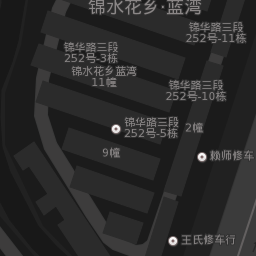 锦水花乡·蓝湾
锦华路三段
252号-11栋
锦华路三段
252号-3栋
锦水花乡蓝湾
11幢
锦华路三段
252号-10栋
锦华路三段
252号-5栋
2幢
9幢
赖师修车
王氏修车行